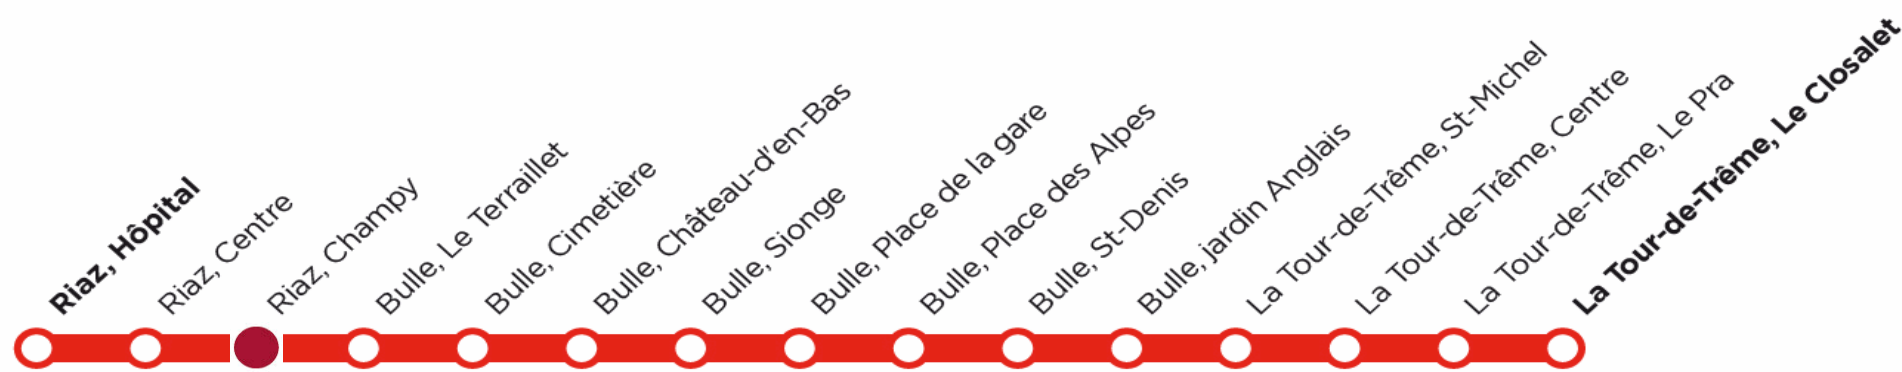 Riaz, Hôpital
Riaz, Centre
Riaz, Champy
Bulle, Le Terraillet
Bulle, Cimetière
Bulle, Château-d'en-Bas
Bulle, Sionge
Bulle, Place de la gare
Bulle, Place des Alpes
Bulle, St-Denis
Bulle, jardin Anglais
La Tour-de-Trême, St-Michel
La Tour-de-Trême, Centre
La Tour-de-Trême, Le Pra
La Tour-de-Trême, Le Closalet